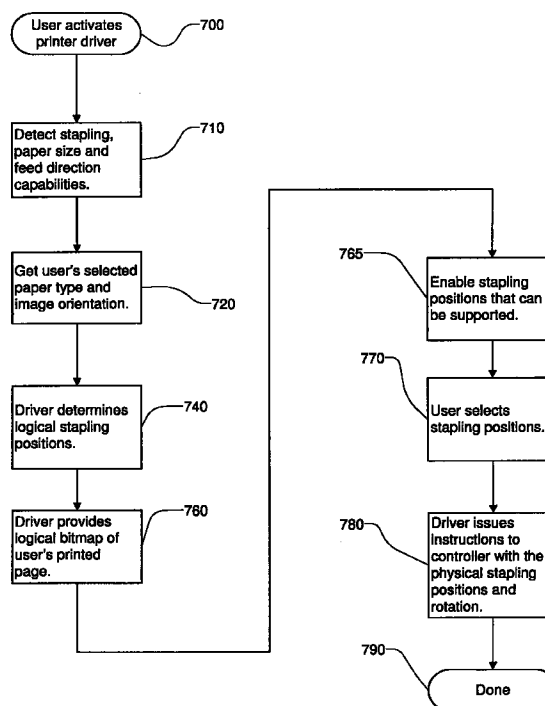 User activates
printer driver
700
Detect stapling,
paper size and
feed direction
capabilities.
710
Get user's selected
paper type and
image orientation.
720
Driver determines
logical stapling
positions.
740
Driver provides
logical bitmap of
user's printed
page.
760
765
Enable stapling
positions that can
be supported.
770
User selects
stapling positions.
780
Driver issues
instructions to
controller with the
physical stapling
positions and
rotation.
790
Done